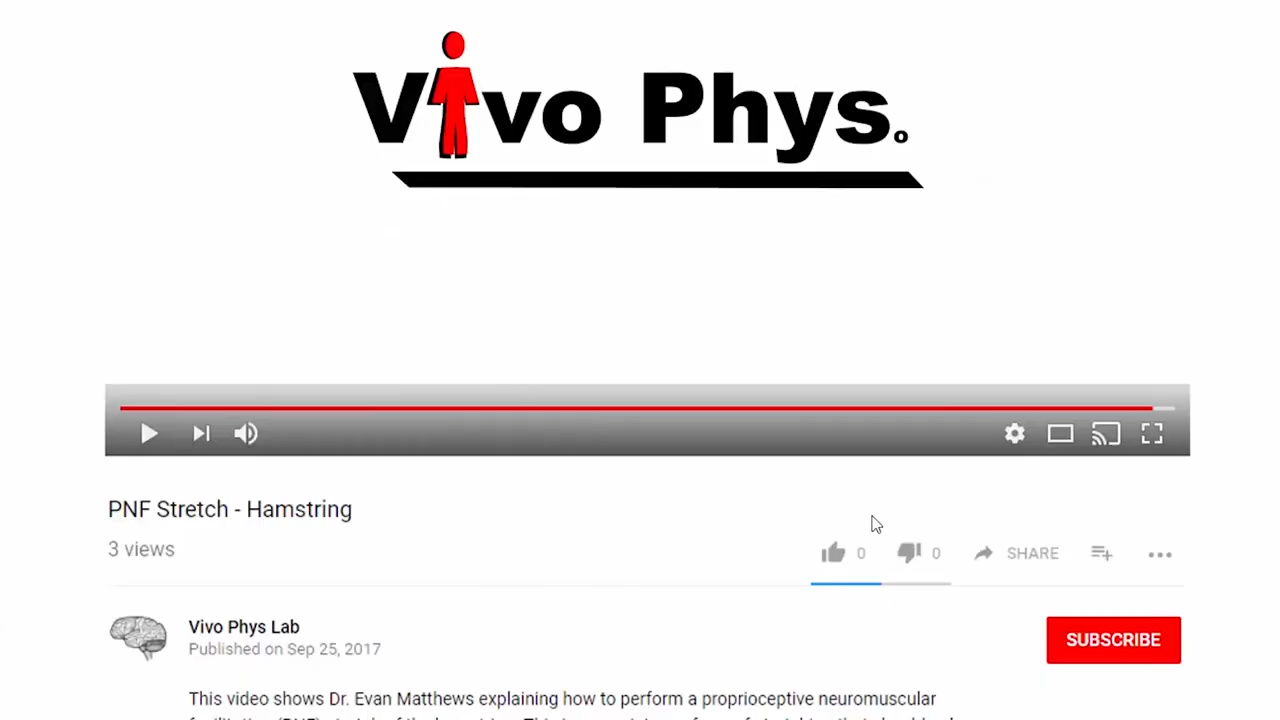 Vivo Phys.
PNF Stretch - Hamstring
3 views
0 0 SHARE
Vivo Phys Lab
Published on Sep 25, 2017
SUBSCRIBE
This video shows Dr. Evan Matthews explaining how to perform a proprioceptive neuromuscular